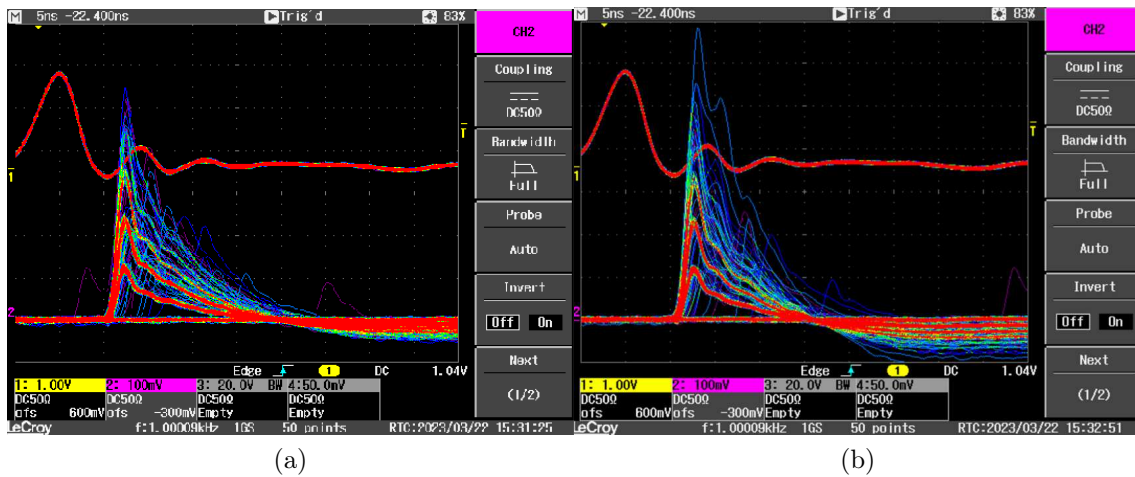 M 5ns -22.400ns Trig'd 83%
CH2
Coupling
DC50Ω
Bandwidth
Full
Probe
Auto
Invert
Off On
Next
(1/2)
T
1
2
Edge 1 DC 1.04V
1: 1.00V 2: 100mV 3: 20.0V BW 4:50.0mV
DC50Ω DC50Ω DC50Ω DC50Ω
ofs 600mV ofs -300mV Empty Empty
LeCroy f:1.00009kHz 1GS 50 points RTC:2023/03/22 15:31:25
(a)
M 5ns -22.400ns Trig'd 83%
CH2
Coupling
DC50Ω
Bandwidth
Full
Probe
Auto
Invert
Off On
Next
(1/2)
T
1
2
Edge 1 DC 1.04V
1: 1.00V 2: 100mV 3: 20.0V BW 4:50.0mV
DC50Ω DC50Ω DC50Ω DC50Ω
ofs 600mV ofs -300mV Empty Empty
LeCroy f:1.00009kHz 1GS 50 points RTC:2023/03/22 15:32:51
(b)